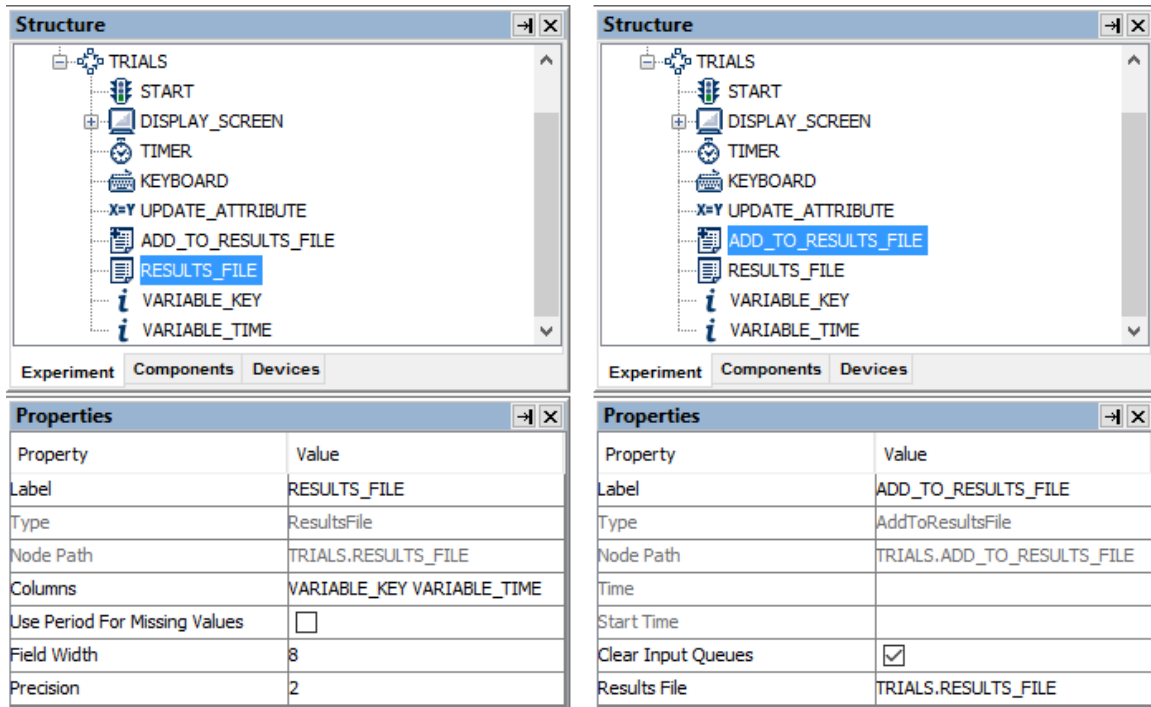 Structure
TRIALS
START
DISPLAY_SCREEN
TIMER
KEYBOARD
X=Y UPDATE_ATTRIBUTE
ADD_TO_RESULTS_FILE
RESULTS_FILE
i VARIABLE_KEY
i VARIABLE_TIME
Experiment Components Devices
Properties
Property Value
Label RESULTS_FILE
Type ResultsFile
Node Path TRIALS.RESULTS_FILE
Columns VARIABLE_KEY VARIABLE_TIME
Use Period For Missing Values
Field Width 8
Precision 2
Structure
TRIALS
START
DISPLAY_SCREEN
TIMER
KEYBOARD
X=Y UPDATE_ATTRIBUTE
ADD_TO_RESULTS_FILE
RESULTS_FILE
i VARIABLE_KEY
i VARIABLE_TIME
Experiment Components Devices
Properties
Property Value
Label ADD_TO_RESULTS_FILE
Type AddToResultsFile
Node Path TRIALS.ADD_TO_RESULTS_FILE
Time
Start Time
Clear Input Queues
Results File TRIALS.RESULTS_FILE